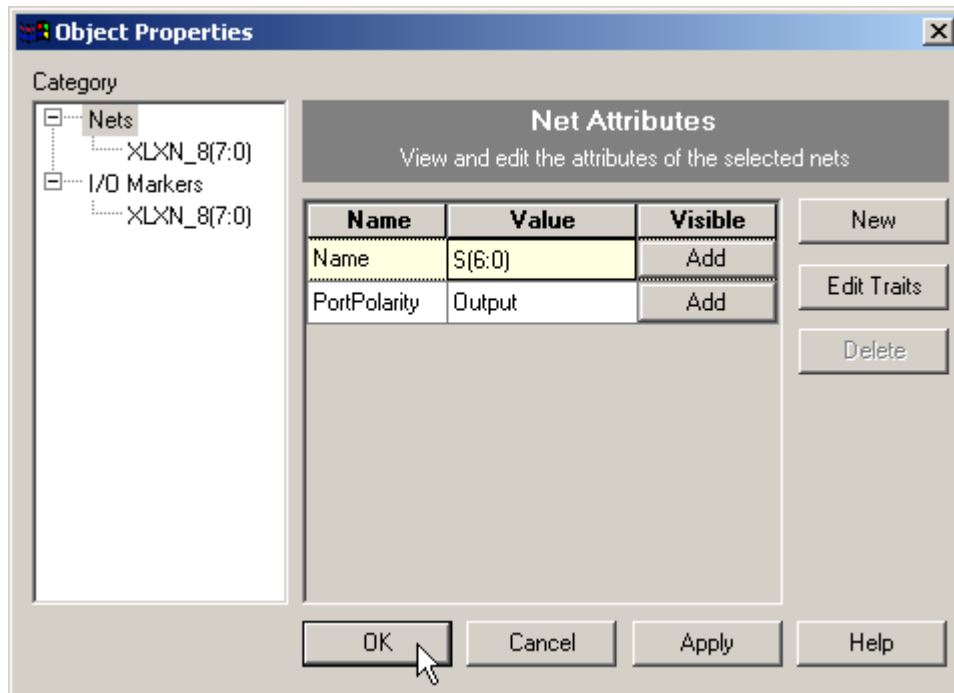 Object Properties
Category
Nets
XLXN_8(7:0)
I/O Markers
XLXN_8(7:0)
Net Attributes
View and edit the attributes of the selected nets
Name Value Visible
Name S(6:0) Add
PortPolarity Output Add
New
Edit Traits
Delete
OK Cancel Apply Help